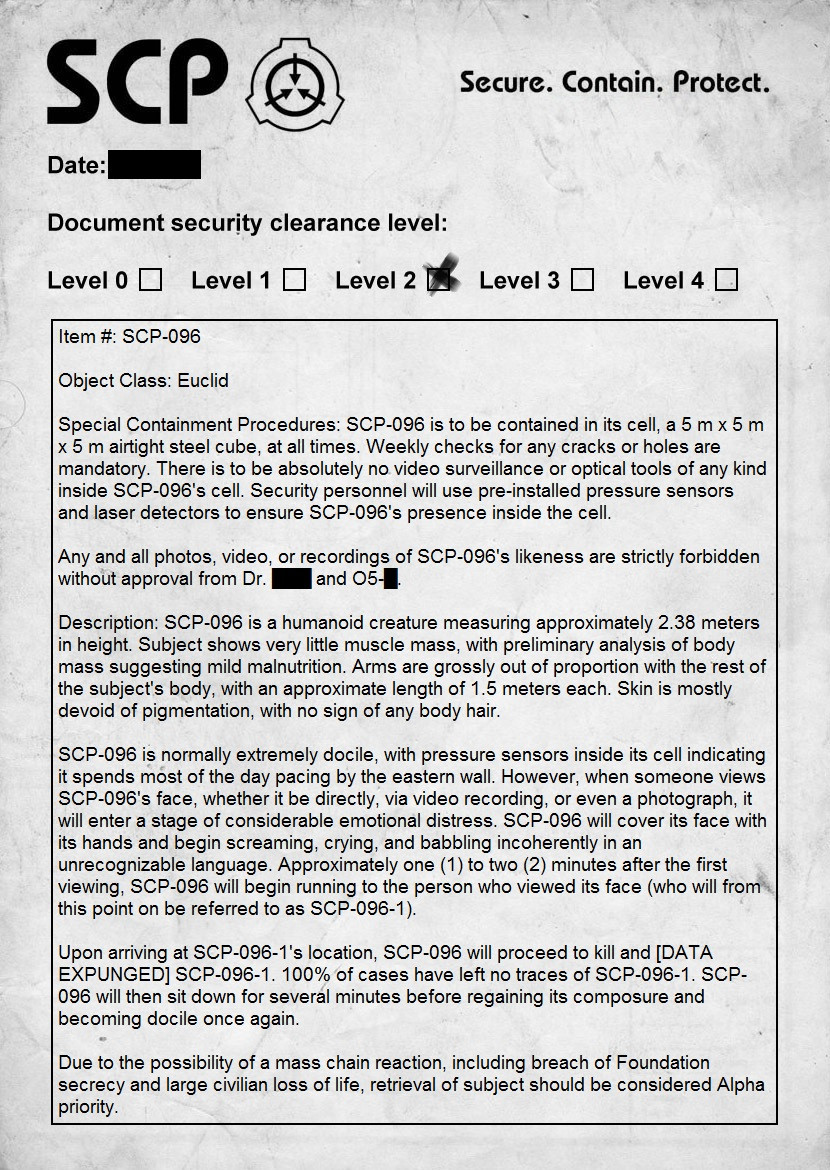 SCP
Secure. Contain. Protect.
Date:
Document security clearance level:
Level 0 Level 1 Level 2 Level 3 Level 4
Item #: SCP-096
Object Class: Euclid
Special Containment Procedures: SCP-096 is to be contained in its cell, a 5 m x 5 m
x 5 m airtight steel cube, at all times. Weekly checks for any cracks or holes are
mandatory. There is to be absolutely no video surveillance or optical tools of any kind
inside SCP-096's cell. Security personnel will use pre-installed pressure sensors
and laser detectors to ensure SCP-096's presence inside the cell.
Any and all photos, video, or recordings of SCP-096's likeness are strictly forbidden
without approval from Dr. ███ and O5-█.
Description: SCP-096 is a humanoid creature measuring approximately 2.38 meters
in height. Subject shows very little muscle mass, with preliminary analysis of body
mass suggesting mild malnutrition. Arms are grossly out of proportion with the rest of
the subject's body, with an approximate length of 1.5 meters each. Skin is mostly
devoid of pigmentation, with no sign of any body hair.
SCP-096 is normally extremely docile, with pressure sensors inside its cell indicating
it spends most of the day pacing by the eastern wall. However, when someone views
SCP-096's face, whether it be directly, via video recording, or even a photograph, it
will enter a stage of considerable emotional distress. SCP-096 will cover its face with
its hands and begin screaming, crying, and babbling incoherently in an
unrecognizable language. Approximately one (1) to two (2) minutes after the first
viewing, SCP-096 will begin running to the person who viewed its face (who will from
this point on be referred to as SCP-096-1).
Upon arriving at SCP-096-1's location, SCP-096 will proceed to kill and [DATA
EXPUNGED] SCP-096-1. 100% of cases have left no traces of SCP-096-1. SCP-
096 will then sit down for several minutes before regaining its composure and
becoming docile once again.
Due to the possibility of a mass chain reaction, including breach of Foundation
secrecy and large civilian loss of life, retrieval of subject should be considered Alpha
priority.